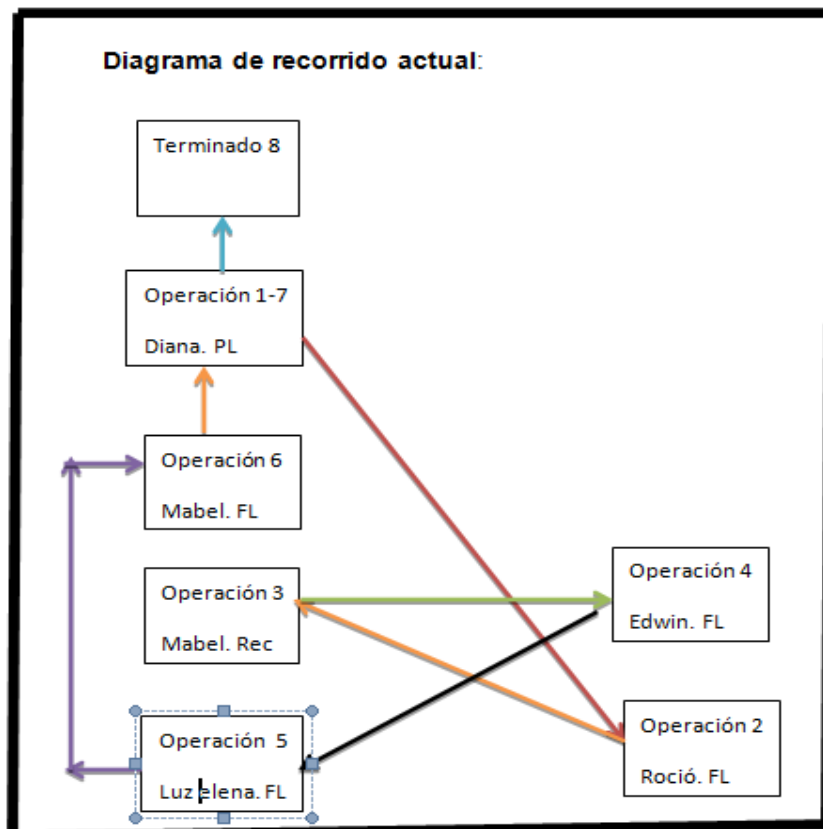 Diagrama de recorrido actual:
Terminado 8
Operación 1-7
Diana. PL
Operación 6
Mabel. FL
Operación 3
Mabel. Rec
Operación 4
Edwin. FL
Operación 5
Luz elena. FL
Operación 2
Roció. FL